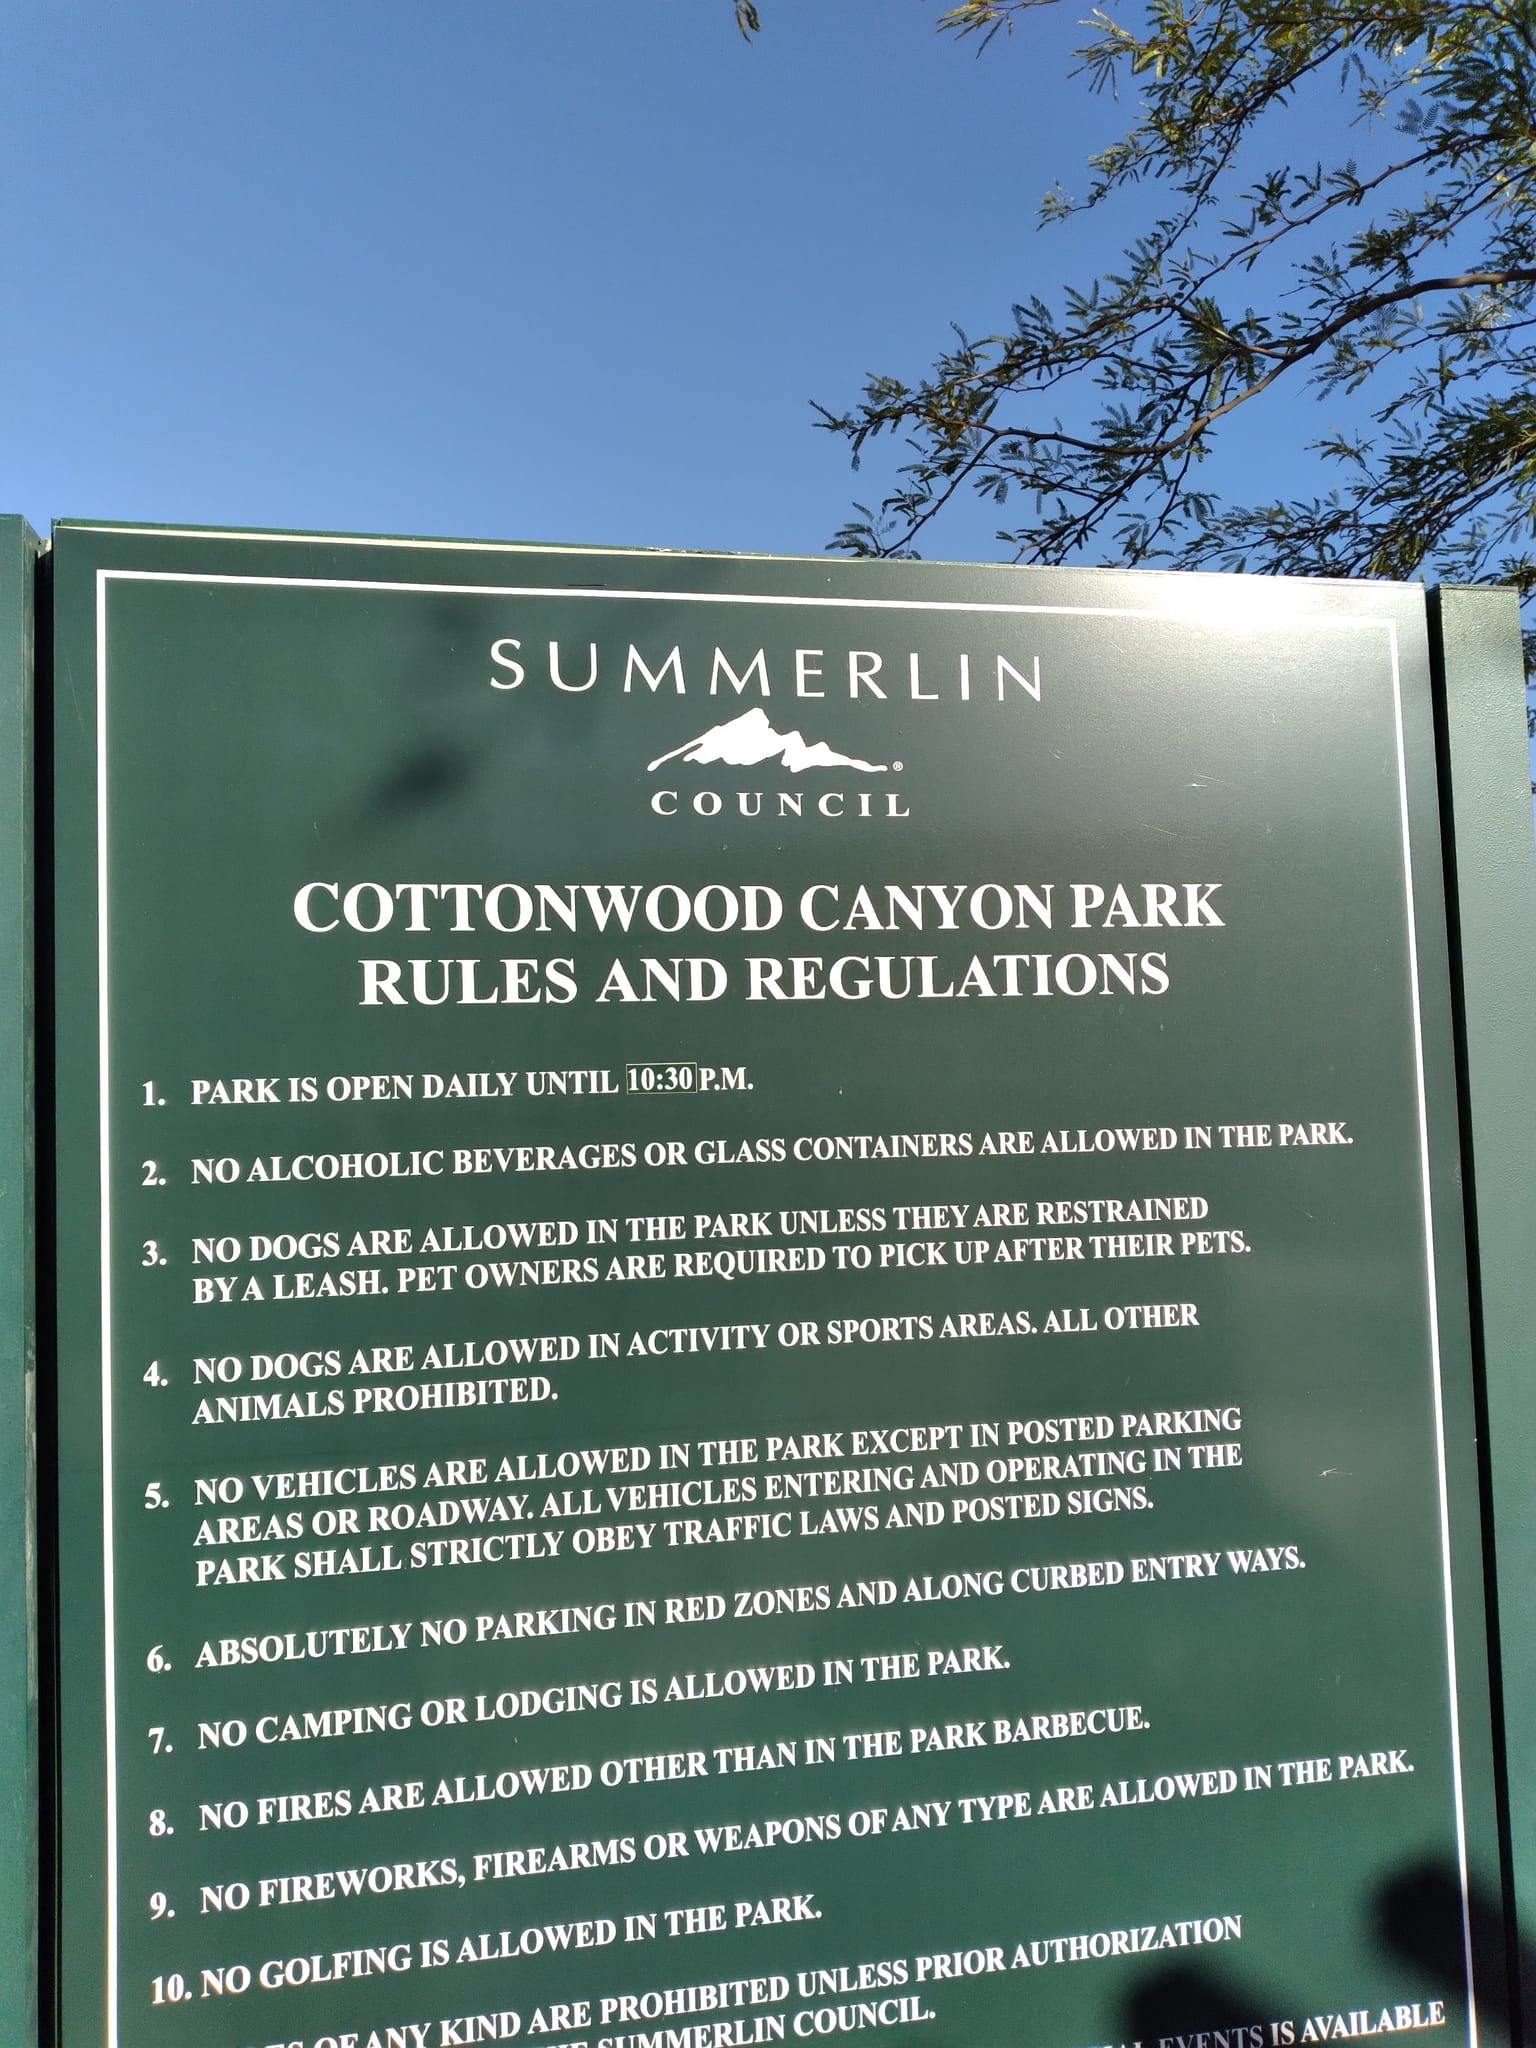 SUMMERLIN
®
COUNCIL
COTTONWOOD CANYON PARK
RULES AND REGULATIONS
1. PARK IS OPEN DAILY UNTIL 10:30 P.M.
2. NO ALCOHOLIC BEVERAGES OR GLASS CONTAINERS ARE ALLOWED IN THE PARK.
3. NO DOGS ARE ALLOWED IN THE PARK UNLESS THEY ARE RESTRAINED
BY A LEASH. PET OWNERS ARE REQUIRED TO PICK UP AFTER THEIR PETS.
4. NO DOGS ARE ALLOWED IN ACTIVITY OR SPORTS AREAS. ALL OTHER
ANIMALS PROHIBITED.
5. NO VEHICLES ARE ALLOWED IN THE PARK EXCEPT IN POSTED PARKING
AREAS OR ROADWAY. ALL VEHICLES ENTERING AND OPERATING IN THE
PARK SHALL STRICTLY OBEY TRAFFIC LAWS AND POSTED SIGNS.
6. ABSOLUTELY NO PARKING IN RED ZONES AND ALONG CURBED ENTRY WAYS.
7. NO CAMPING OR LODGING IS ALLOWED IN THE PARK.
8. NO FIRES ARE ALLOWED OTHER THAN IN THE PARK BARBECUE.
9. NO FIREWORKS, FIREARMS OR WEAPONS OF ANY TYPE ARE ALLOWED IN THE PARK.
10. NO GOLFING IS ALLOWED IN THE PARK.
OF ANY KIND ARE PROHIBITED UNLESS PRIOR AUTHORIZATION
SUMMERLIN COUNCIL.
EVENTS IS AVAILABLE